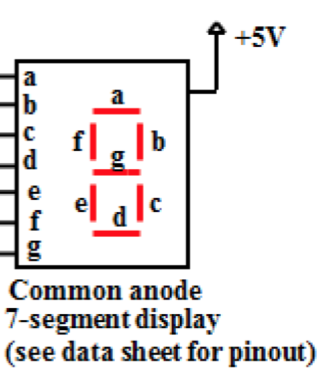 +5V
a
b
c
d
e
f
g
a
f b
g
e c
d
Common anode
7-segment display
(see data sheet for pinout)